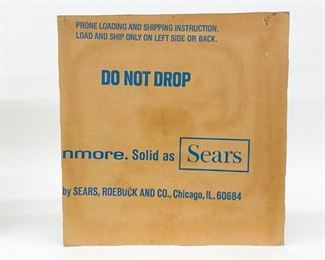 PRONE LOADING AND SHIPPING INSTRUCTION.
LOAD AND SHIP ONLY ON LEFT SIDE OR BACK.
DO NOT DROP
nmore. Solid as Sears
by SEARS, ROEBUCK AND CO., Chicago, IL. 60684